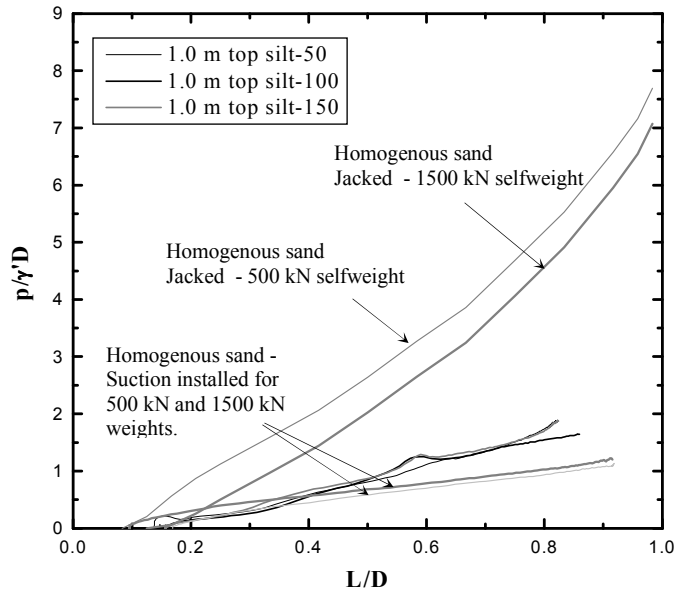 9
8
7
6
5
4
3
2
1
0
p/γ'D
1.0 m top silt-50
1.0 m top silt-100
1.0 m top silt-150
Homogenous sand
Jacked - 1500 kN selfweight
Homogenous sand
Jacked - 500 kN selfweight
Homogenous sand -
Suction installed for
500 kN and 1500 kN
weights.
0.0 0.2 0.4 0.6 0.8 1.0
L/D